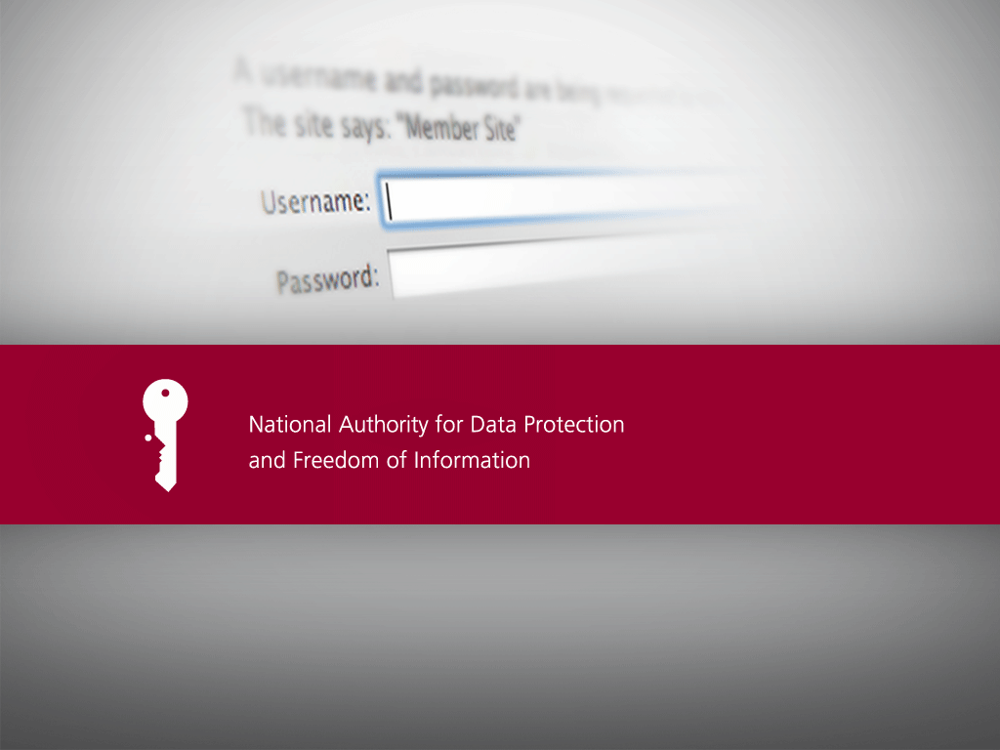 A username and password are being
The site says: "Member Site"
Username:
Password:
National Authority for Data Protection
and Freedom of Information